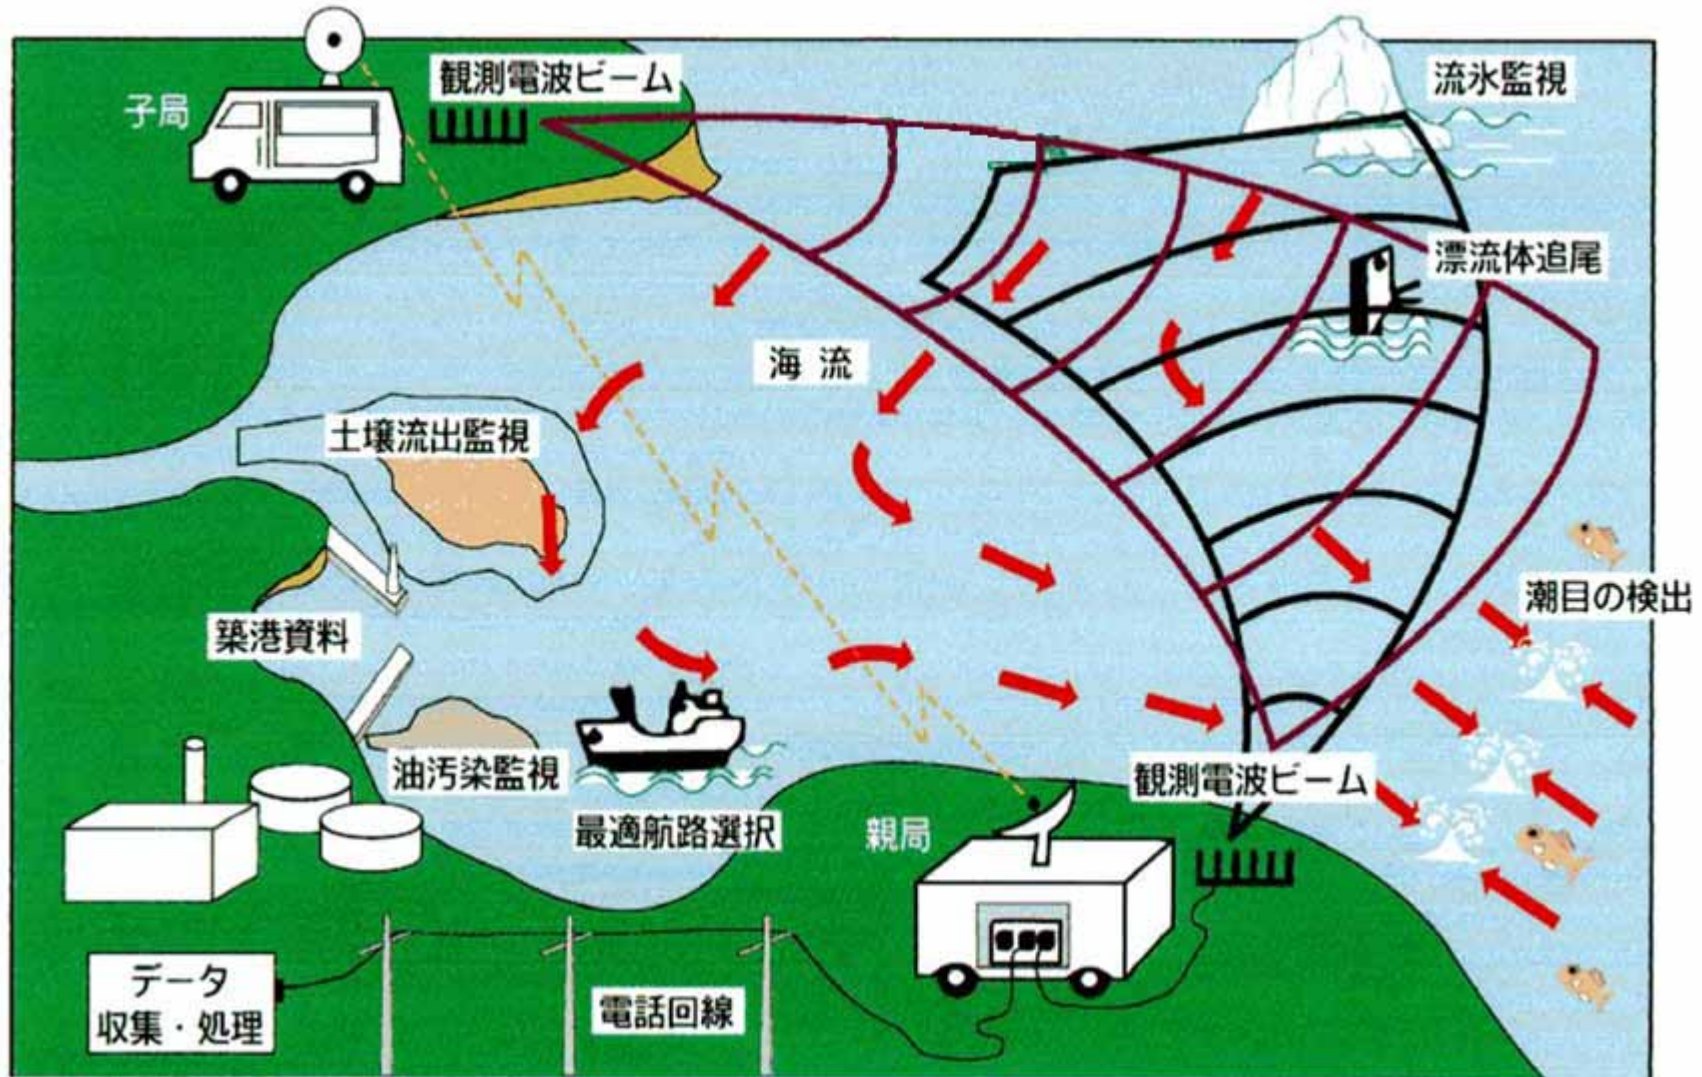 観測電波ビーム
流氷監視
子局
漂流体追尾
海流
土壌流出監視
潮目の検出
築港資料
油汚染監視
観測電波ビーム
最適航路選択
親局
データ
収集・処理
電話回線